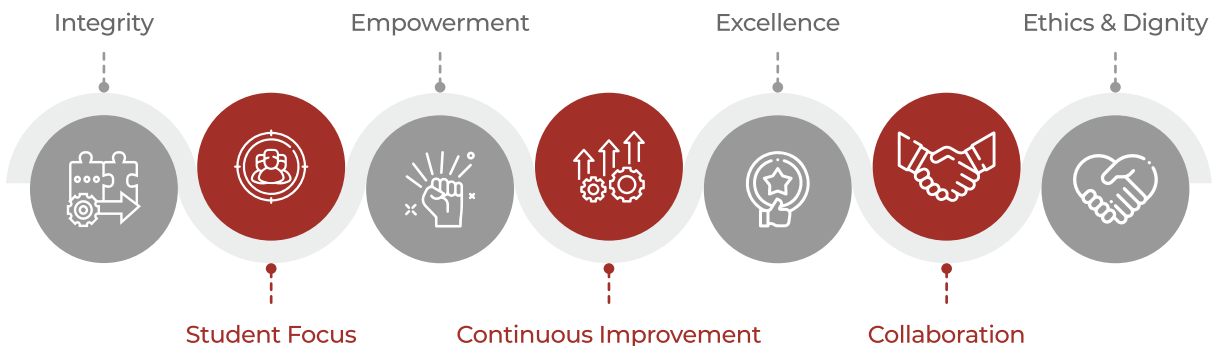 Integrity
Empowerment
Excellence
Ethics & Dignity
Student Focus
Continuous Improvement
Collaboration